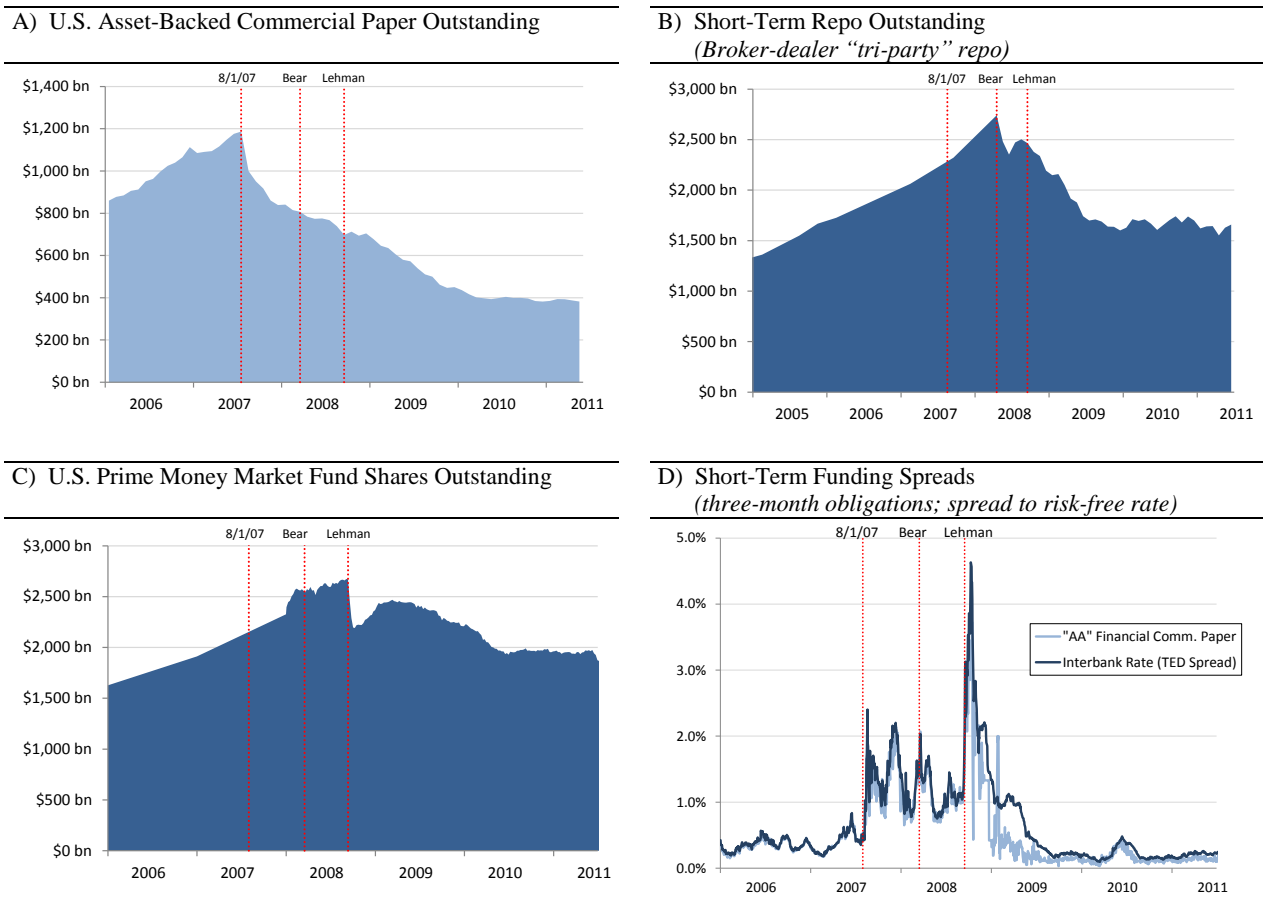 A) U.S. Asset-Backed Commercial Paper Outstanding
8/1/07 Bear Lehman
$1,400 bn
$1,200 bn
$1,000 bn
$800 bn
$600 bn
$400 bn
$200 bn
$0 bn
2006 2007 2008 2009 2010 2011
B) Short-Term Repo Outstanding
(Broker-dealer “tri-party” repo)
8/1/07 Bear Lehman
$3,000 bn
$2,500 bn
$2,000 bn
$1,500 bn
$1,000 bn
$500 bn
$0 bn
2005 2006 2007 2008 2009 2010 2011
C) U.S. Prime Money Market Fund Shares Outstanding
8/1/07 Bear Lehman
$3,000 bn
$2,500 bn
$2,000 bn
$1,500 bn
$1,000 bn
$500 bn
$0 bn
2006 2007 2008 2009 2010 2011
D) Short-Term Funding Spreads
(three-month obligations; spread to risk-free rate)
8/1/07 Bear Lehman
5.0%
4.0%
3.0%
2.0%
1.0%
0.0%
"AA" Financial Comm. Paper
Interbank Rate (TED Spread)
2006 2007 2008 2009 2010 2011